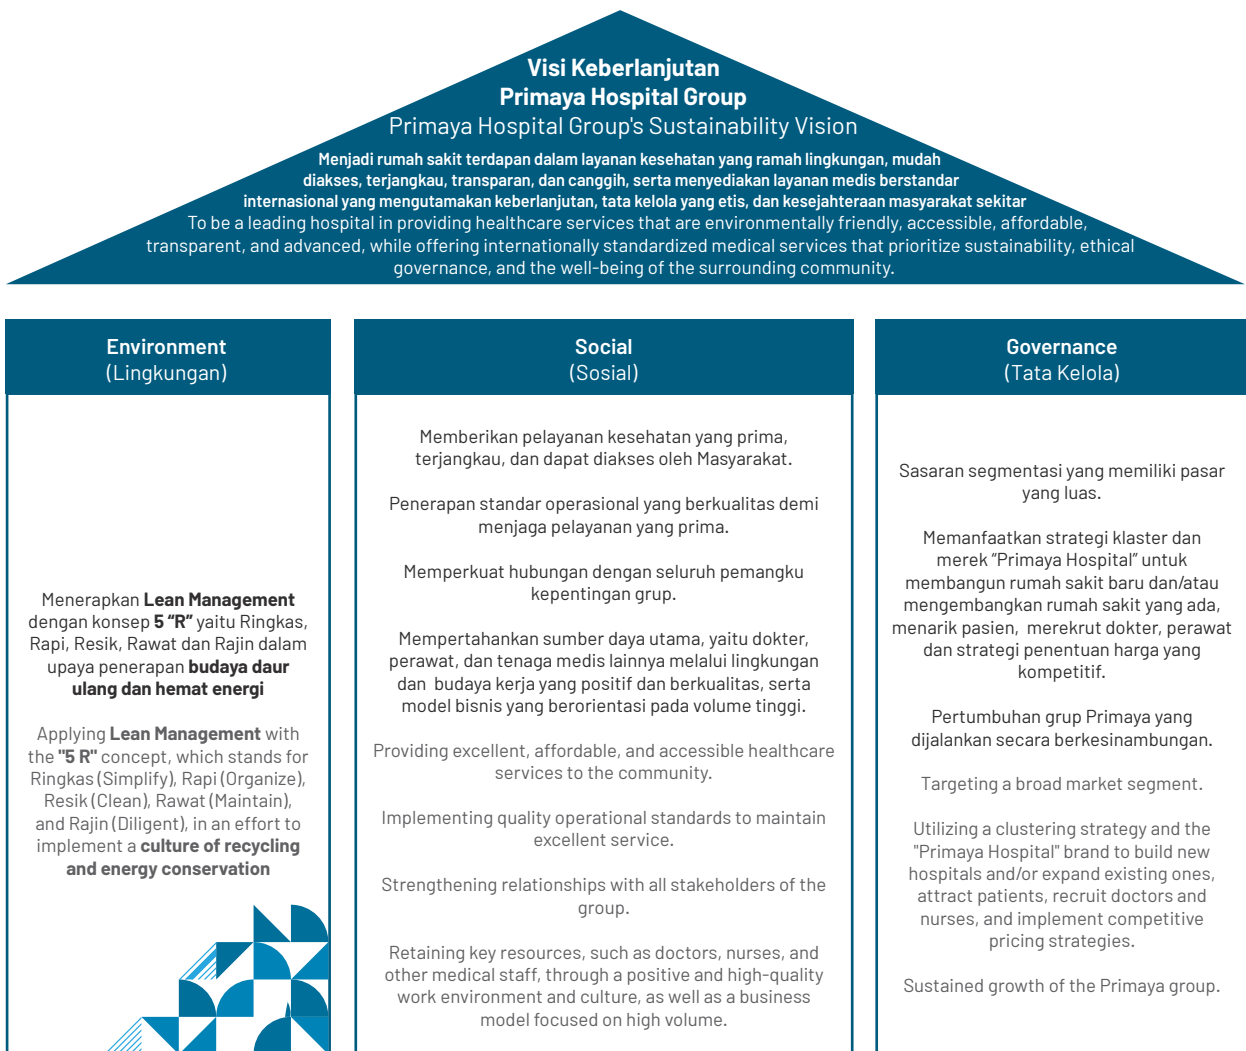 Visi Keberlanjutan
Primaya Hospital Group
Primaya Hospital Group's Sustainability Vision
Menjadi rumah sakit terdapan dalam layanan kesehatan yang ramah lingkungan, mudah
diakses, terjangkau, transparan, dan canggih, serta menyediakan layanan medis berstandar
internasional yang mengutamakan keberlanjutan, tata kelola yang etis, dan kesejahteraan masyarakat sekitar
To be a leading hospital in providing healthcare services that are environmentally friendly, accessible, affordable,
transparent, and advanced, while offering internationally standardized medical services that prioritize sustainability, ethical
governance, and the well-being of the surrounding community.
Environment
(Lingkungan)
Menerapkan Lean Management
dengan konsep 5 “R” yaitu Ringkas,
Rapi, Resik, Rawat dan Rajin dalam
upaya penerapan budaya daur
ulang dan hemat energi
Applying Lean Management with
the "5 R" concept, which stands for
Ringkas (Simplify), Rapi (Organize),
Resik (Clean), Rawat (Maintain),
and Rajin (Diligent), in an effort to
implement a culture of recycling
and energy conservation
Social
(Sosial)
Memberikan pelayanan kesehatan yang prima,
terjangkau, dan dapat diakses oleh Masyarakat.
Penerapan standar operasional yang berkualitas demi
menjaga pelayanan yang prima.
Memperkuat hubungan dengan seluruh pemangku
kepentingan grup.
Mempertahankan sumber daya utama, yaitu dokter,
perawat, dan tenaga medis lainnya melalui lingkungan
dan budaya kerja yang positif dan berkualitas, serta
model bisnis yang berorientasi pada volume tinggi.
Providing excellent, affordable, and accessible healthcare
services to the community.
Implementing quality operational standards to maintain
excellent service.
Strengthening relationships with all stakeholders of the
group.
Retaining key resources, such as doctors, nurses, and
other medical staff, through a positive and high-quality
work environment and culture, as well as a business
model focused on high volume.
Governance
(Tata Kelola)
Sasaran segmentasi yang memiliki pasar
yang luas.
Memanfaatkan strategi klaster dan
merek “Primaya Hospital” untuk
membangun rumah sakit baru dan/atau
mengembangkan rumah sakit yang ada,
menarik pasien, merekrut dokter, perawat
dan strategi penentuan harga yang
kompetitif.
Pertumbuhan grup Primaya yang
dijalankan secara berkesinambungan.
Targeting a broad market segment.
Utilizing a clustering strategy and the
"Primaya Hospital" brand to build new
hospitals and/or expand existing ones,
attract patients, recruit doctors and
nurses, and implement competitive
pricing strategies.
Sustained growth of the Primaya group.